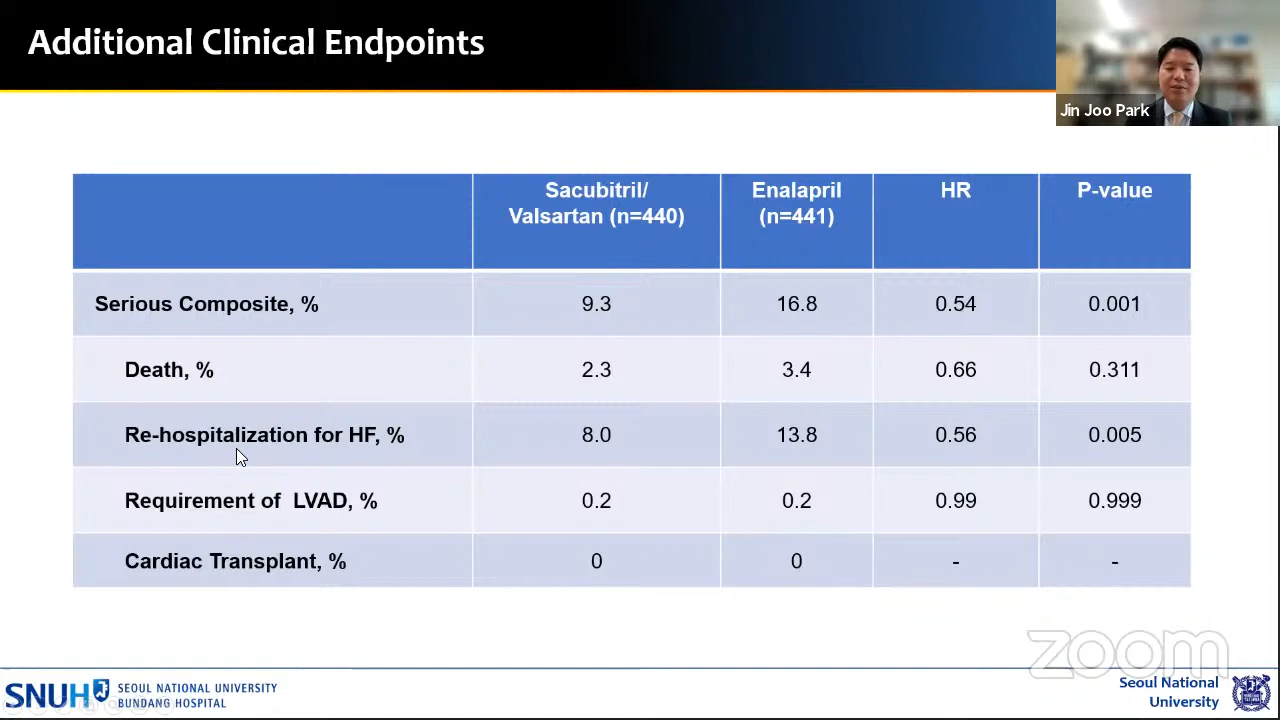 Additional Clinical Endpoints
Jin Joo Park
Sacubitril/
Valsartan (n=440)
Enalapril
(n=441)
HR
P-value
Serious Composite, %
9.3
16.8
0.54
0.001
Death, %
2.3
3.4
0.66
0.311
Re-hospitalization for HF, %
8.0
13.8
0.56
0.005
Requirement of LVAD, %
0.2
0.2
0.99
0.999
Cardiac Transplant, %
0
0
-
-
zoom
SNUH
SEOUL NATIONAL UNIVERSITY
BUNDANG HOSPITAL
Seoul National
University